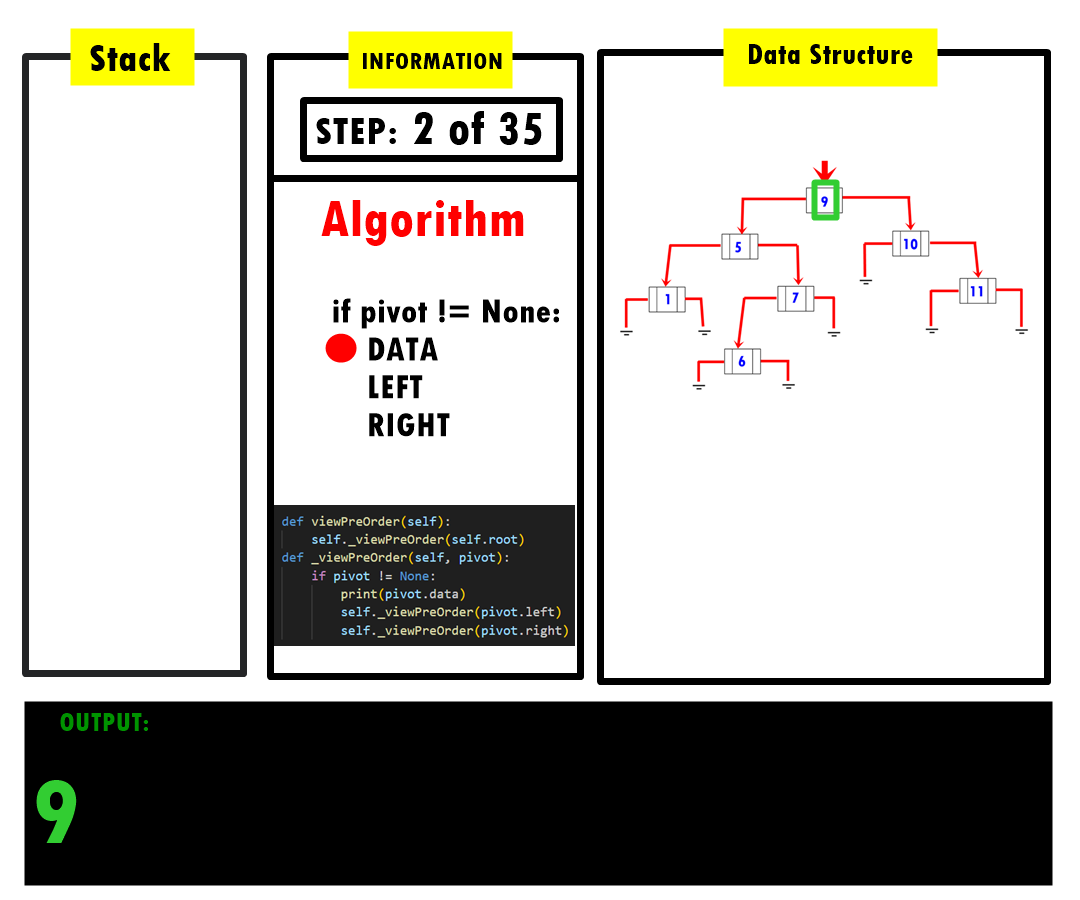 Stack
INFORMATION
STEP: 2 of 35
Algorithm
if pivot != None:
DATA
LEFT
RIGHT
def viewPreOrder(self):
self._viewPreOrder(self.root)
def _viewPreOrder(self, pivot):
if pivot != None:
print(pivot.data)
self._viewPreOrder(pivot.left)
self._viewPreOrder(pivot.right)
Data Structure
9
5
10
1
7
11
6
OUTPUT:
9